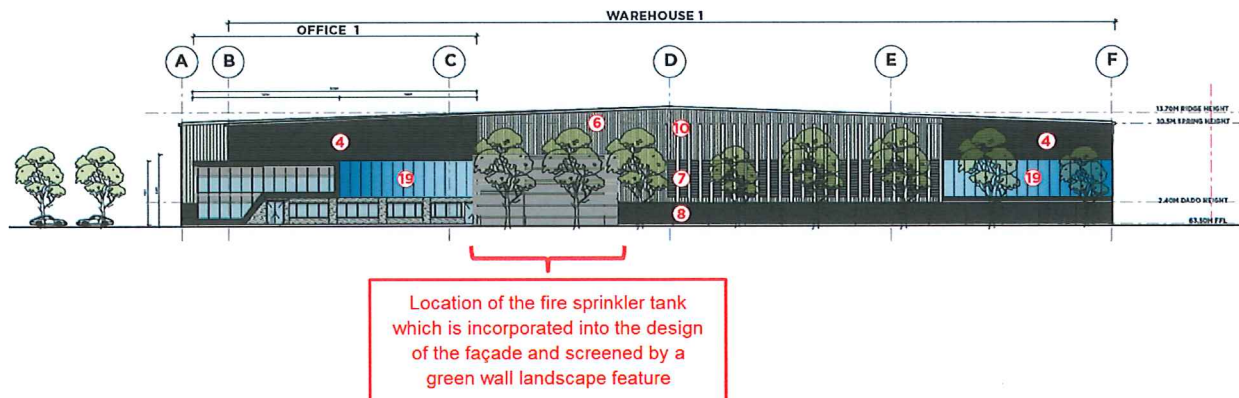 WAREHOUSE 1
OFFICE 1
A B C D E F
13.70M RIDGE HEIGHT
SPRING HEIGHT
6 10
4 4
19 7 19
2.40M DADO HEIGHT
8
63.50M FFL
Location of the fire sprinkler tank
which is incorporated into the design
of the façade and screened by a
green wall landscape feature